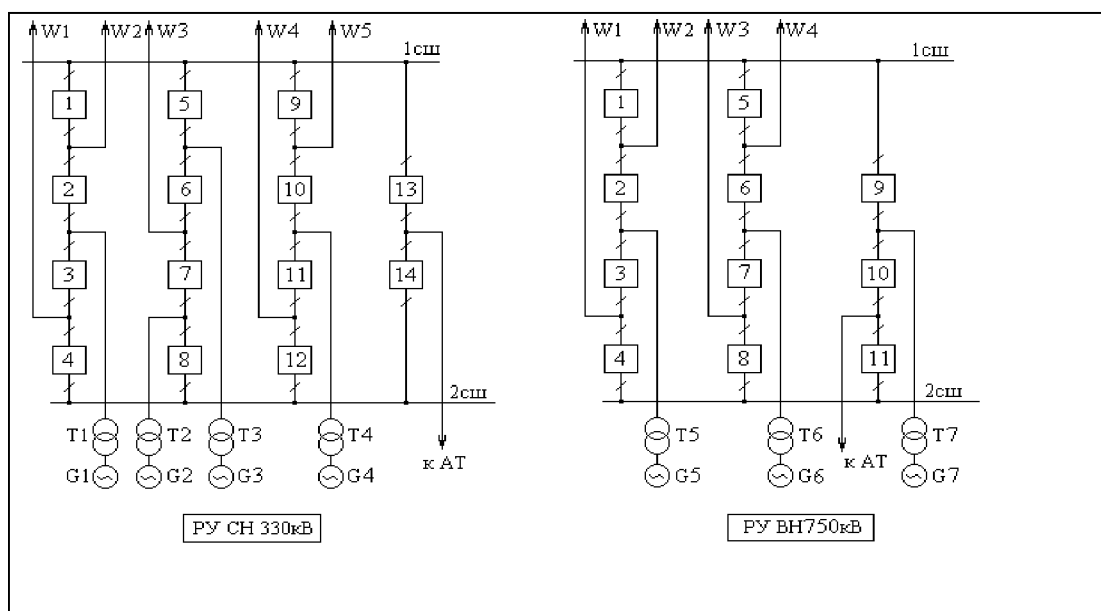 W1 W2 W3 W4 W5
1сш
1 5 9
2 6 10 13
3 7 11 14
4 8 12
2сш
T1 T2 T3 T4
к АТ
G1 G2 G3 G4
РУ СН 330кВ
W1 W2 W3 W4
1сш
1 5
2 6 9
3 7 10
4 8 11
2сш
T5 T6 T7
к АТ
G5 G6 G7
РУ ВН750кВ